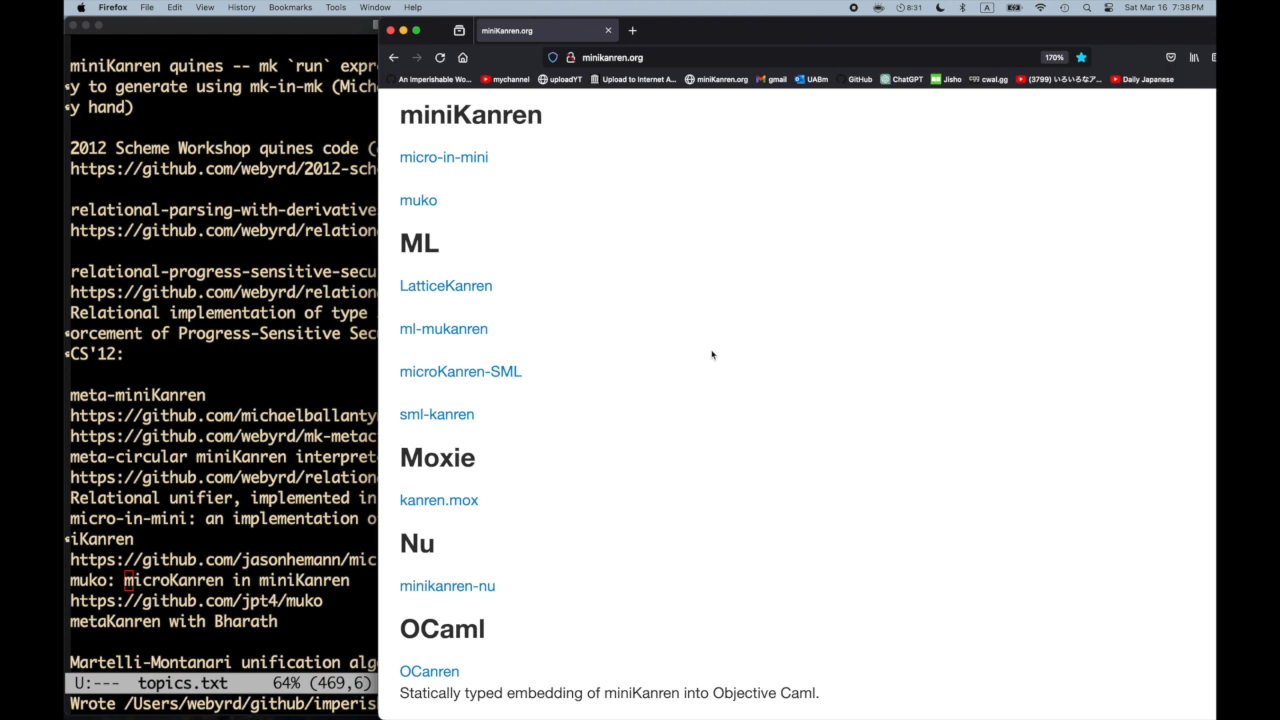 Firefox File Edit View History Bookmarks Tools Window Help 8:31 A Sat Mar 16 7:38 PM
miniKanren.org
minikanren.org 170%
An Imperishable Wo... mychannel uploadYT Upload to Internet A... miniKanren.org gmail UABm GitHub ChatGPT Jisho cwal.gg (3799) いろいろなア... Daily Japanese
miniKanren quines -- mk `run` expr
y to generate using mk-in-mk (Mich
y hand)
2012 Scheme Workshop quines code (
https://github.com/webyrd/2012-sch
relational-parsing-with-derivative
https://github.com/webyrd/relation
relational-progress-sensitive-secu
https://github.com/webyrd/relation
Relational implementation of type
orcement of Progress-Sensitive Sec
CS'12:
meta-miniKanren
https://github.com/michaelballanty
https://github.com/webyrd/mk-metac
meta-circular miniKanren interpret
https://github.com/webyrd/relation
Relational unifier, implemented in
micro-in-mini: an implementation o
iKanren
https://github.com/jasonhemann/mic
muko: microKanren in miniKanren
https://github.com/jpt4/muko
metaKanren with Bharath
Martelli-Montanari unification alg
U:--- topics.txt 64% (469,6)
Wrote /Users/webyrd/github/imperis
miniKanren
micro-in-mini
muko
ML
LatticeKanren
ml-mukanren
microKanren-SML
sml-kanren
Moxie
kanren.mox
Nu
minikanren-nu
OCaml
OCanren
Statically typed embedding of miniKanren into Objective Caml.